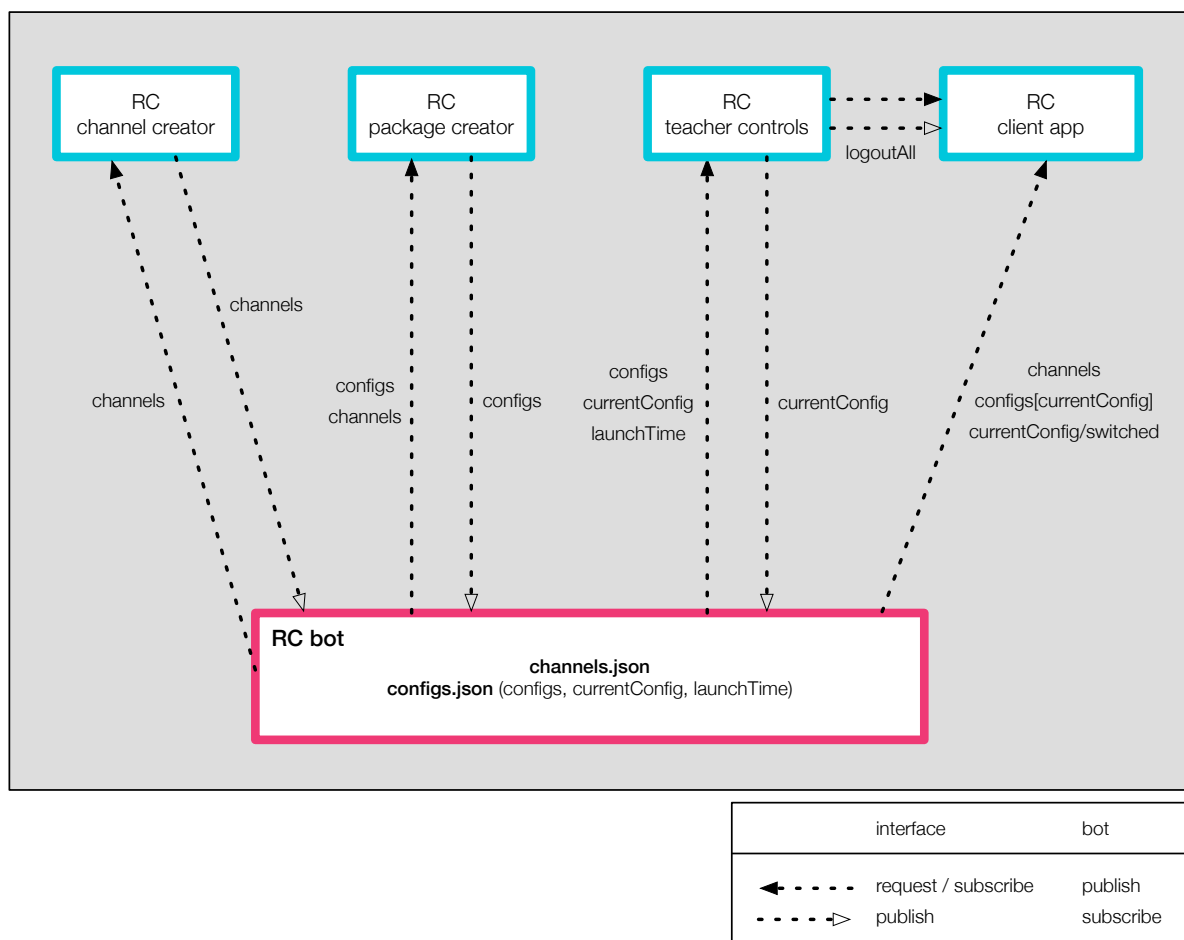 RC
channel creator
RC
package creator
RC
teacher controls
RC
client app
logoutAll
channels
channels
configs
channels
configs
configs
currentConfig
launchTime
currentConfig
channels
configs[currentConfig]
currentConfig/switched
RC bot
channels.json
configs.json (configs, currentConfig, launchTime)
interface bot
request / subscribe publish
publish subscribe